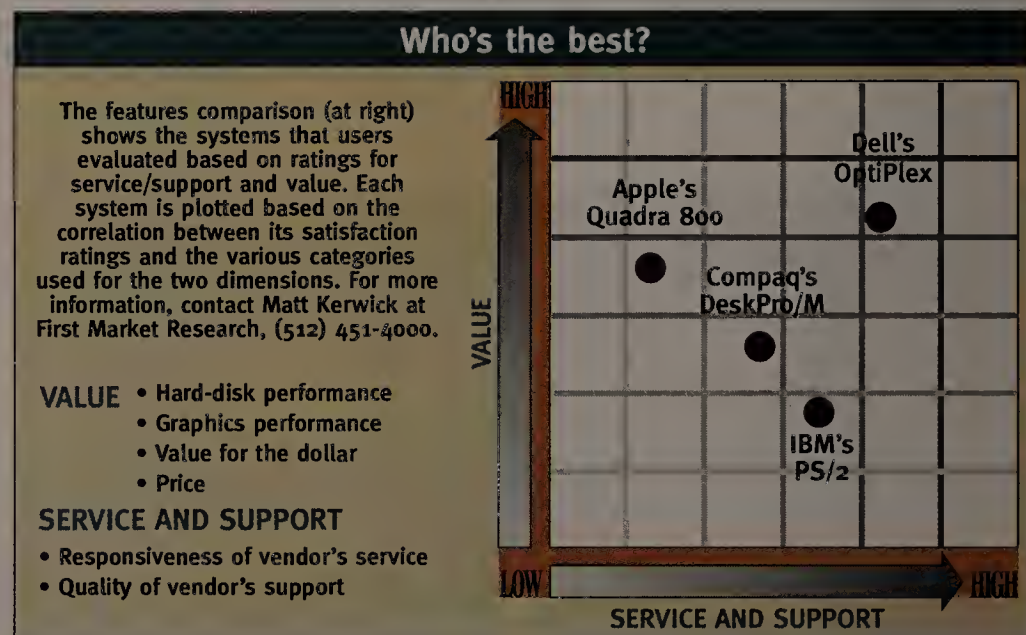 Who's the best?
The features comparison (at right)
shows the systems that users
evaluated based on ratings for
service/support and value. Each
system is plotted based on the
correlation between its satisfaction
ratings and the various categories
used for the two dimensions. For more
information, contact Matt Kerwick at
First Market Research, (512) 451-4000.
VALUE • Hard-disk performance
• Graphics performance
• Value for the dollar
• Price
SERVICE AND SUPPORT
• Responsiveness of vendor's service
• Quality of vendor's support
HIGH
VALUE
Apple's
Quadra 800
Dell's
OptiPlex
Compaq's
DeskPro/M
IBM's
PS/2
LOW
HIGH
SERVICE AND SUPPORT